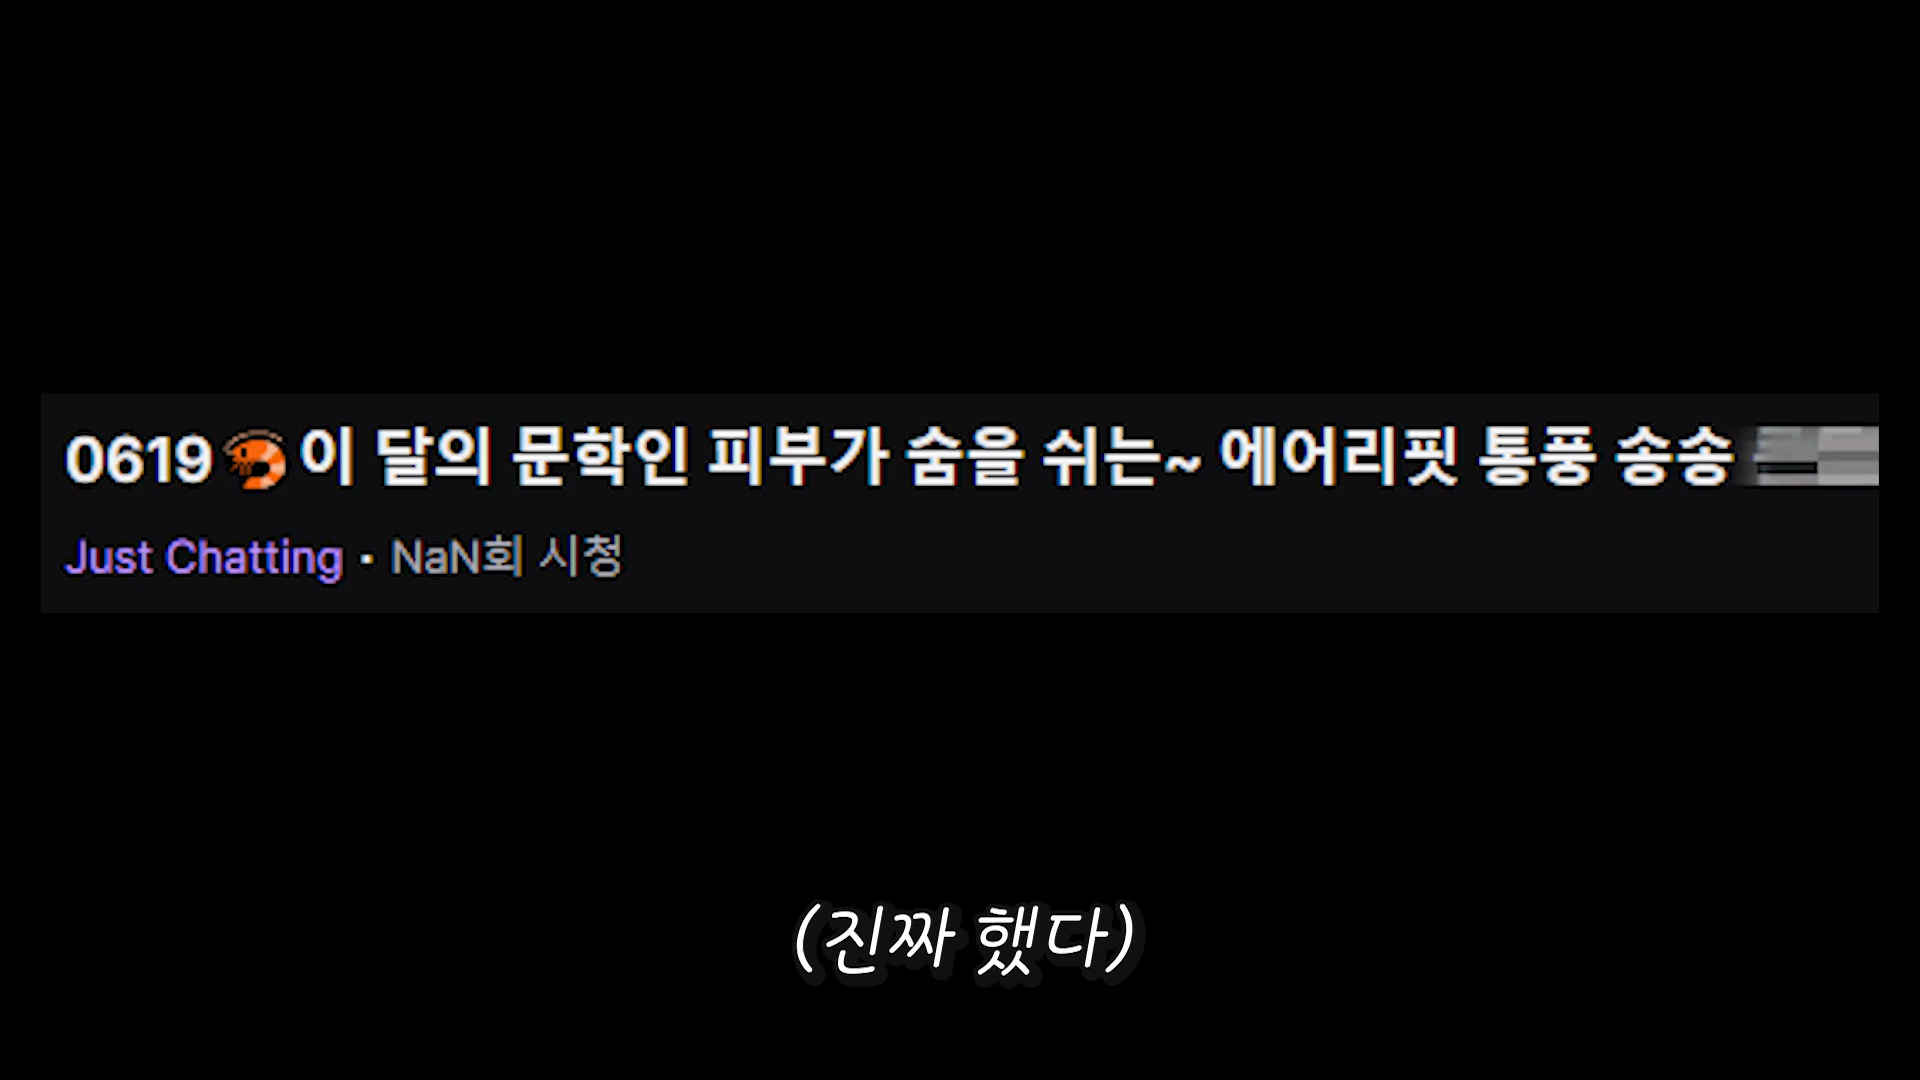 0619🦐이 달의 문학인 피부가 숨을 쉬는~ 에어리핏 통풍 송송
Just Chatting · NaN회 시청
(진짜 했다)